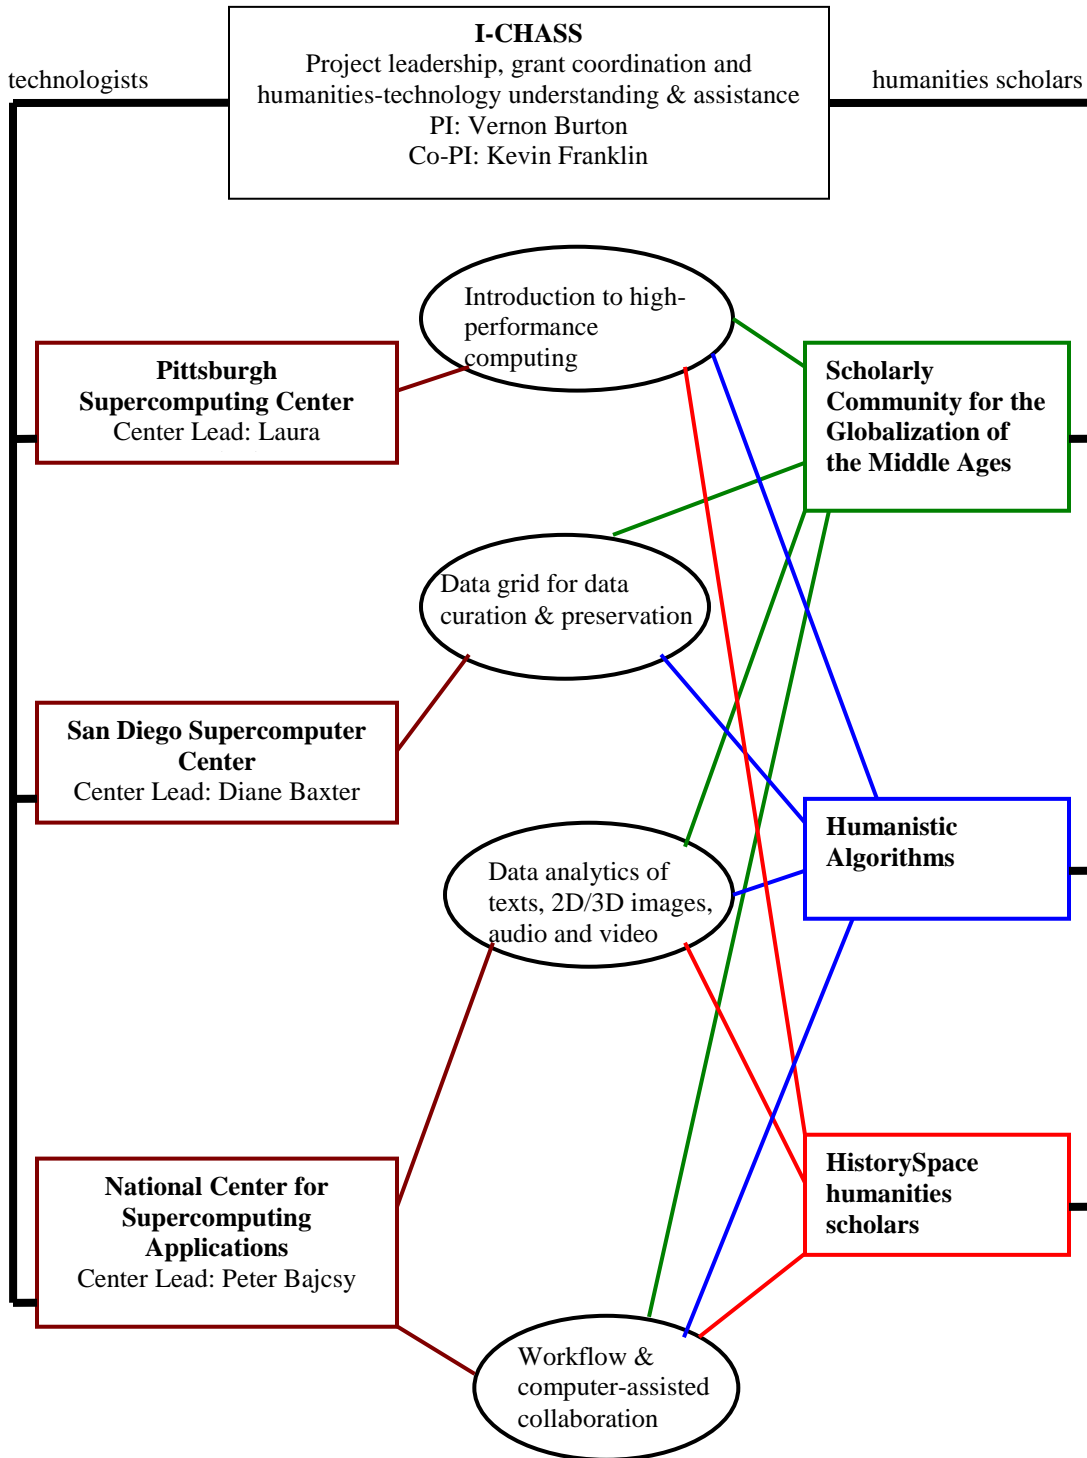 I-CHASS
Project leadership, grant coordination and
humanities-technology understanding & assistance
PI: Vernon Burton
Co-PI: Kevin Franklin
technologists
humanities scholars
Introduction to high-
performance
computing
Pittsburgh
Supercomputing Center
Center Lead: Laura
Scholarly
Community for the
Globalization of
the Middle Ages
Data grid for data
curation & preservation
San Diego Supercomputer
Center
Center Lead: Diane Baxter
Humanistic
Algorithms
Data analytics of
texts, 2D/3D images,
audio and video
National Center for
Supercomputing
Applications
Center Lead: Peter Bajcsy
HistorySpace
humanities
scholars
Workflow &
computer-assisted
collaboration